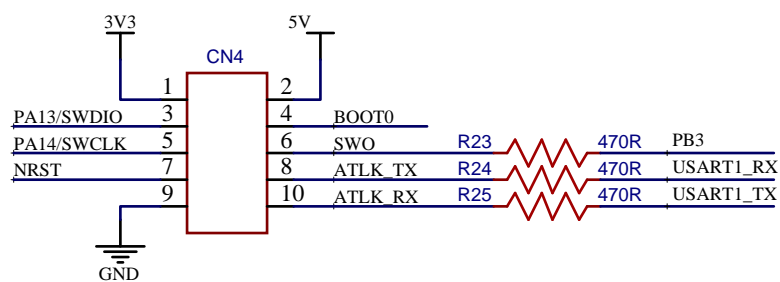 3V3 5V
CN4
1 2
PA13/SWDIO 3 4 BOOT0
PA14/SWCLK 5 6 SWO R23 470R PB3
NRST 7 8 ATLK_TX R24 470R USART1_RX
9 10 ATLK_RX R25 470R USART1_TX
GND